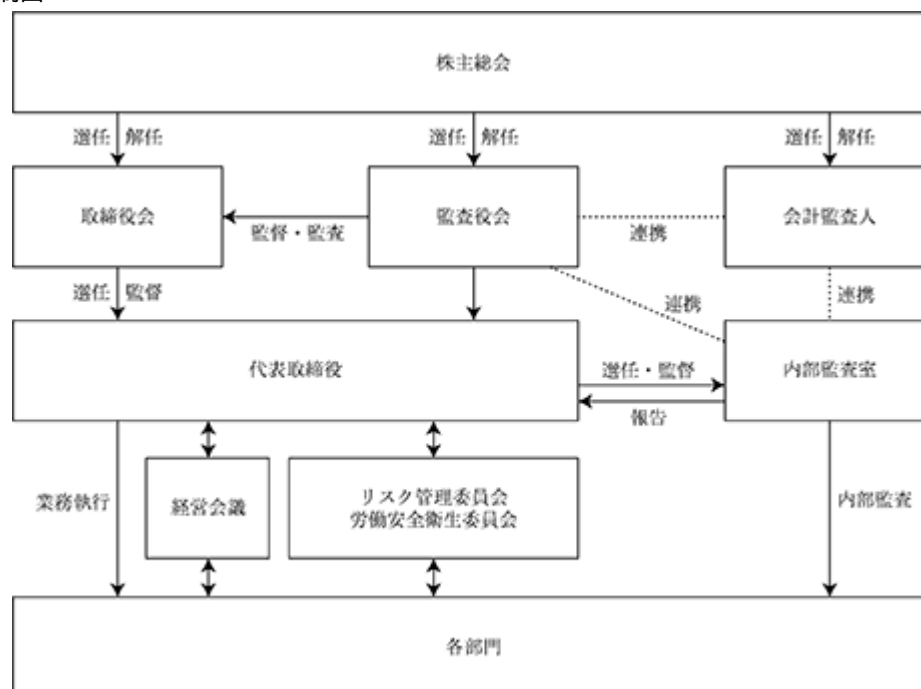 株主総会
選任 解任
選任 解任
選任 解任
取締役会
監査役会
会計監査人
監督・監査
連携
選任 監督
連携
連携
代表取締役
内部監査室
選任・監督
報告
業務執行
経営会議
リスク管理委員会
労働安全衛生委員会
内部監査
各部門